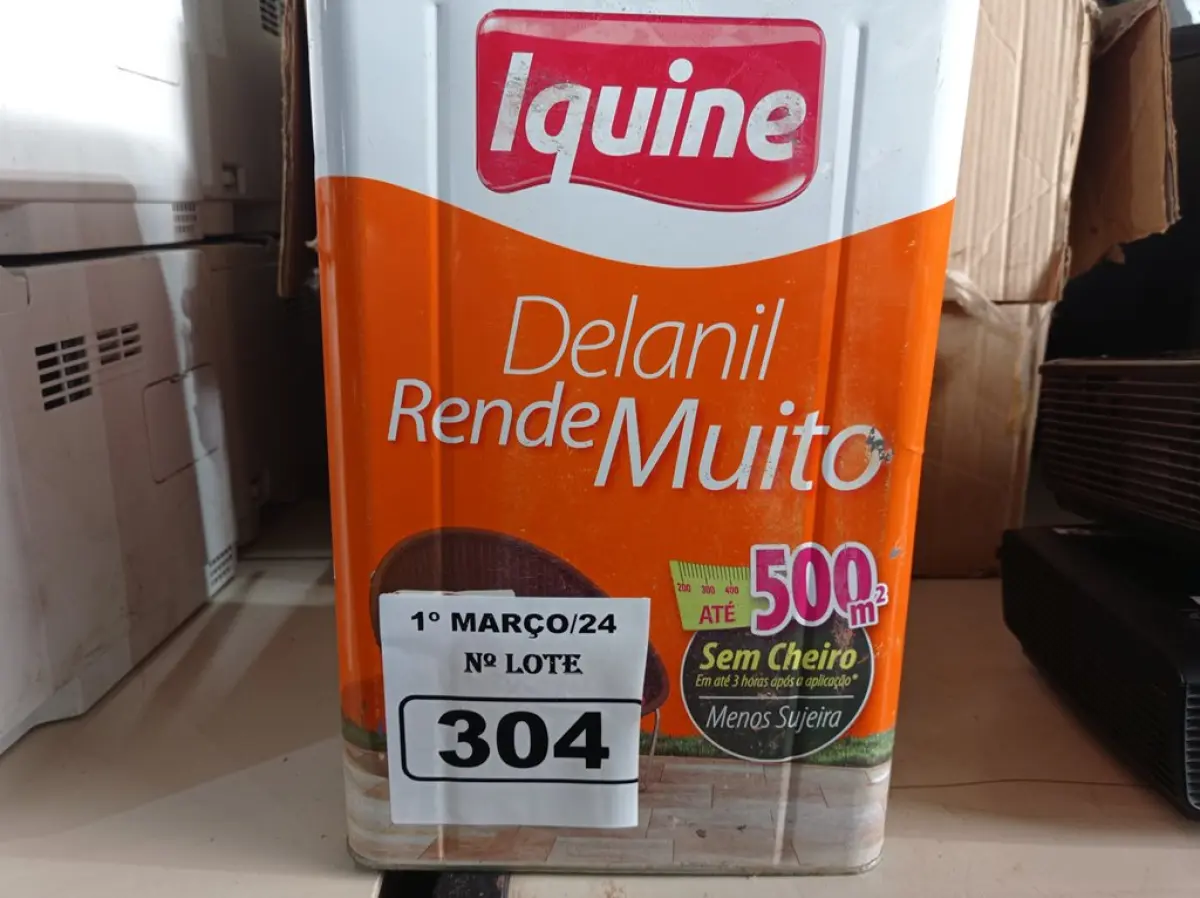 Iquine
Delanil
Rende Muito
200 300 400
ATÉ 500 m²
Sem Cheiro
Em até 3 horas após a aplicação*
Menos Sujeira
1º MARÇO/24
Nº LOTE
304